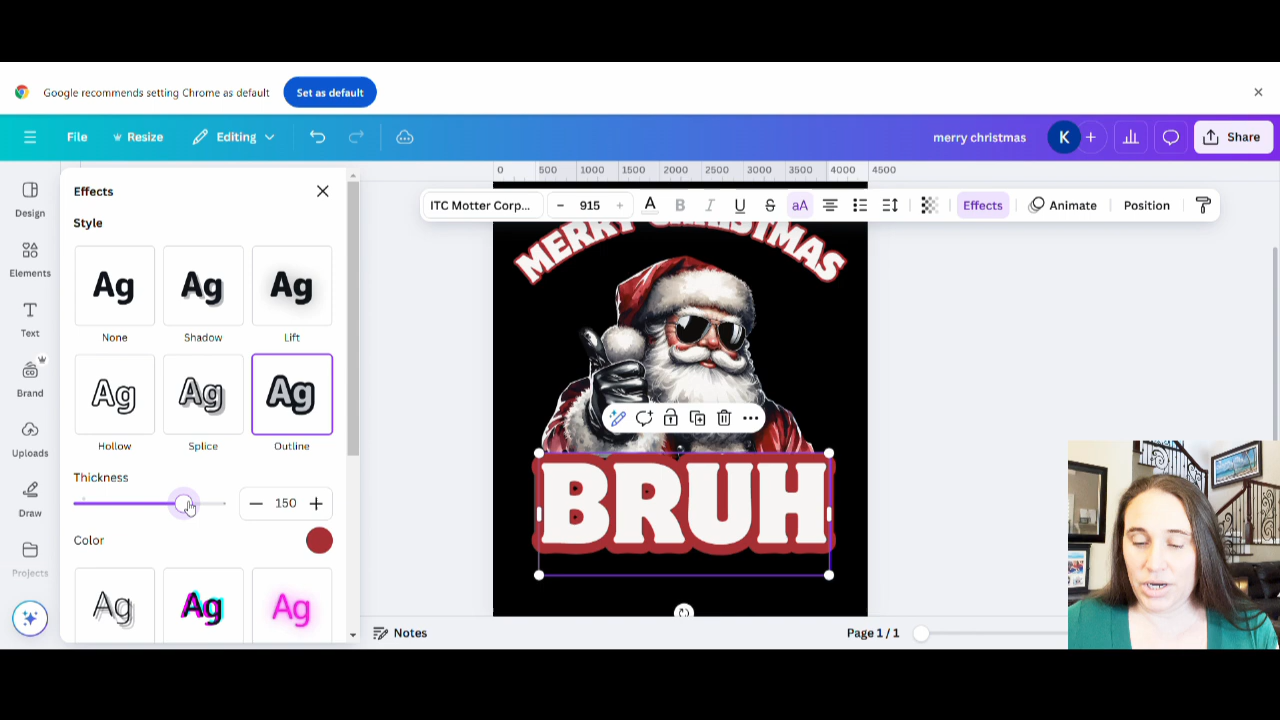 Google recommends setting Chrome as default
Set as default
File
Resize
Editing
merry christmas
K
Share
0 500 1000 1500 2000 2500 3000 3500 4000 4500
Effects
ITC Motter Corp...
915
A
B
I
U
S
aA
Effects
Animate
Position
Design
Elements
Text
Brand
Uploads
Draw
Projects
Style
Ag Ag Ag
None Shadow Lift
Ag Ag Ag
Hollow Splice Outline
Thickness
150
Color
Ag Ag Ag
MERRY CHRISTMAS
BRUH
Notes
Page 1 / 1